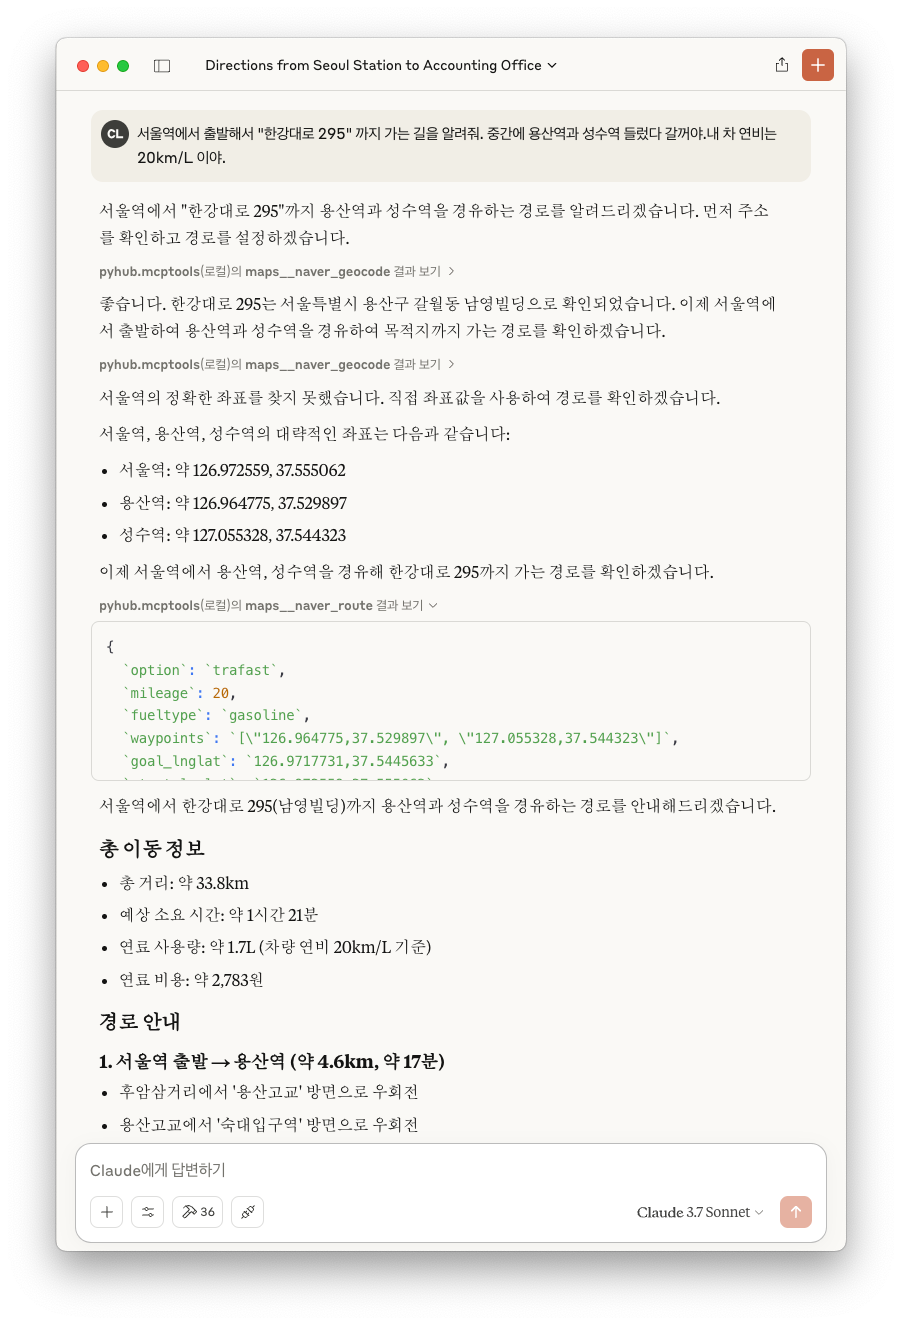 Directions from Seoul Station to Accounting Office
CL
서울역에서 출발해서 "한강대로 295" 까지 가는 길을 알려줘. 중간에 용산역과 성수역 들렀다 갈꺼야.내 차 연비는
20km/L 이야.
서울역에서 "한강대로 295"까지 용산역과 성수역을 경유하는 경로를 알려드리겠습니다. 먼저 주소
를 확인하고 경로를 설정하겠습니다.
pyhub.mcptools(로컬)의 maps__naver_geocode 결과 보기
좋습니다. 한강대로 295는 서울특별시 용산구 갈월동 남영빌딩으로 확인되었습니다. 이제 서울역에
서 출발하여 용산역과 성수역을 경유하여 목적지까지 가는 경로를 확인하겠습니다.
pyhub.mcptools(로컬)의 maps__naver_geocode 결과 보기
서울역의 정확한 좌표를 찾지 못했습니다. 직접 좌표값을 사용하여 경로를 확인하겠습니다.
서울역, 용산역, 성수역의 대략적인 좌표는 다음과 같습니다:
• 서울역: 약 126.972559, 37.555062
• 용산역: 약 126.964775, 37.529897
• 성수역: 약 127.055328, 37.544323
이제 서울역에서 용산역, 성수역을 경유해 한강대로 295까지 가는 경로를 확인하겠습니다.
pyhub.mcptools(로컬)의 maps__naver_route 결과 보기
{
`option`: `trafast`,
`mileage`: 20,
`fueltype`: `gasoline`,
`waypoints`: `[\"126.964775,37.529897\", \"127.055328,37.544323\"]`,
`goal_lnglat`: `126.9717731,37.5445633`,
서울역에서 한강대로 295(남영빌딩)까지 용산역과 성수역을 경유하는 경로를 안내해드리겠습니다.
총 이동 정보
• 총 거리: 약 33.8km
• 예상 소요 시간: 약 1시간 21분
• 연료 사용량: 약 1.7L (차량 연비 20km/L 기준)
• 연료 비용: 약 2,783원
경로 안내
1. 서울역 출발 → 용산역 (약 4.6km, 약 17분)
• 후암삼거리에서 '용산고교' 방면으로 우회전
• 용산고교에서 '숙대입구역' 방면으로 우회전
Claude에게 답변하기
36
Claude 3.7 Sonnet